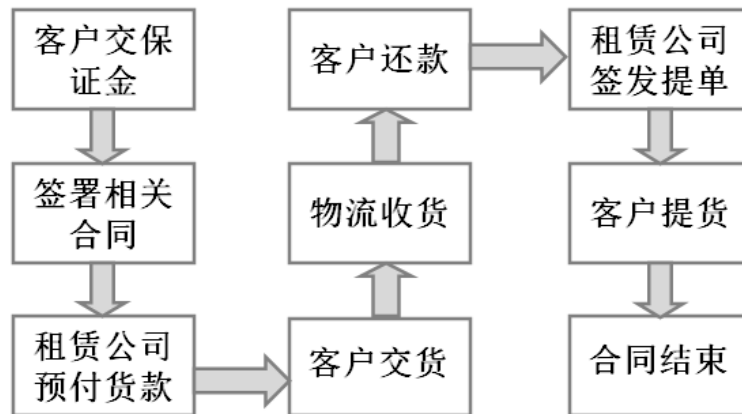 客户交保
证金
签署相关
合同
租赁公司
预付货款
客户交货
物流收货
客户还款
租赁公司
签发提单
客户提货
合同结束